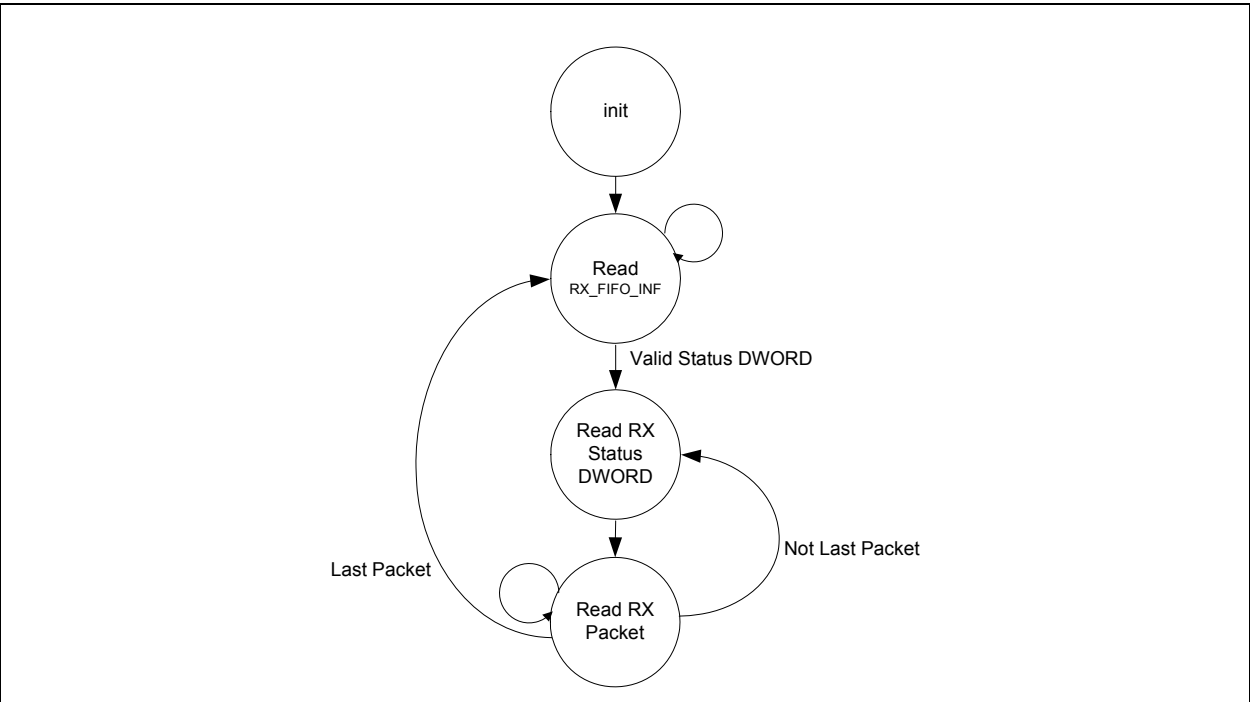 init
Read
RX_FIFO_INF
Valid Status DWORD
Read RX
Status
DWORD
Not Last Packet
Last Packet
Read RX
Packet